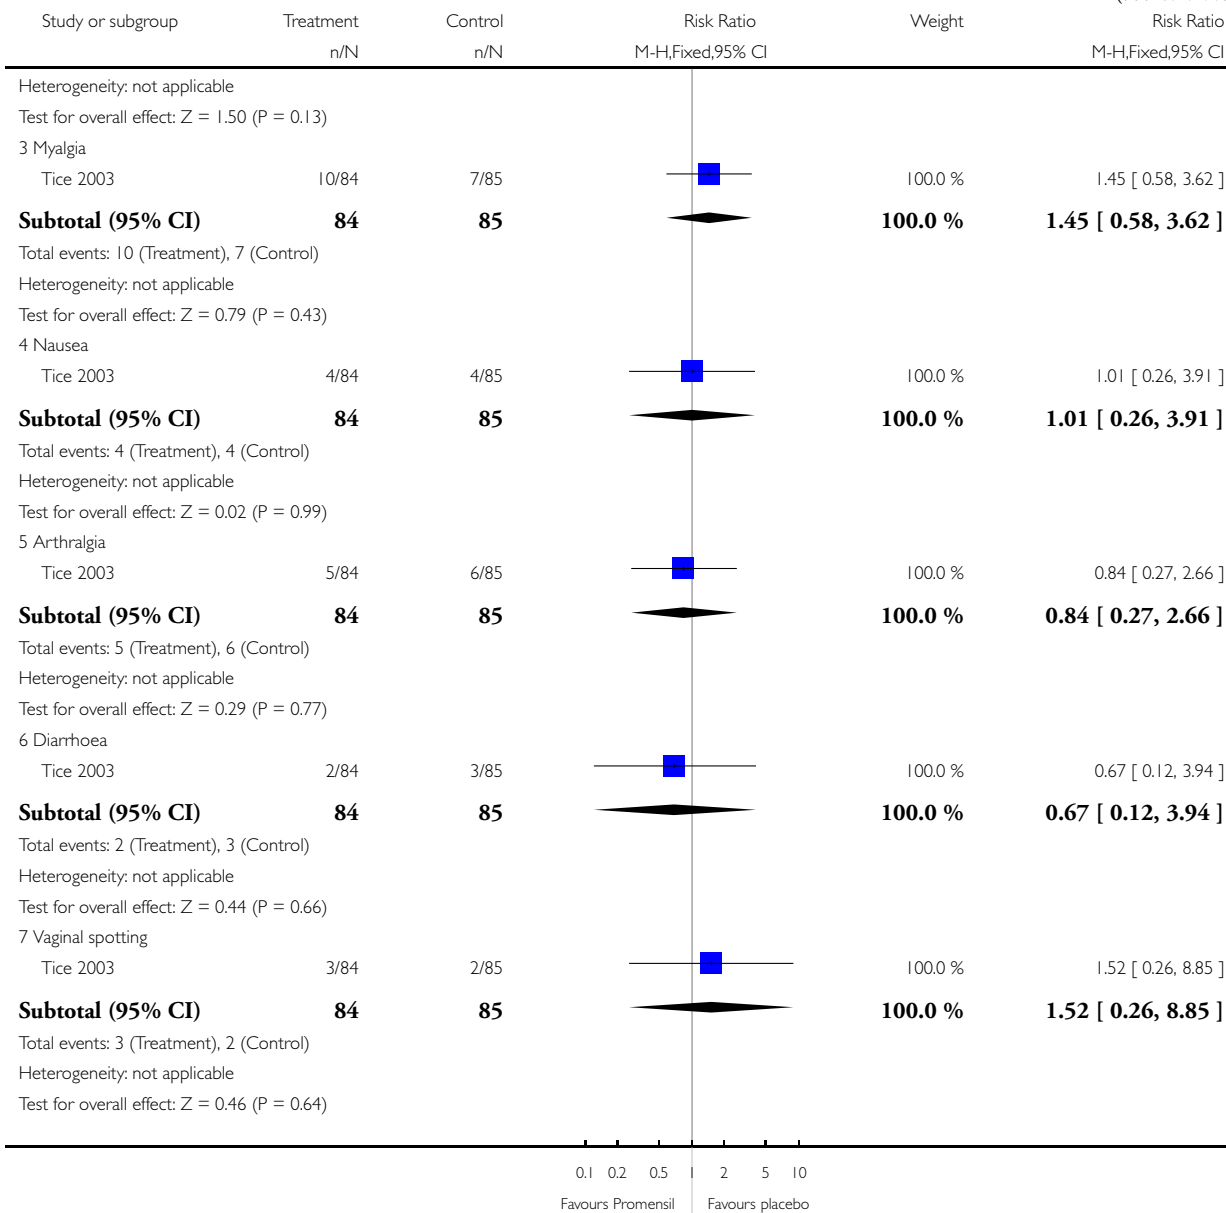 Study or subgroup Treatment Control Risk Ratio Weight Risk Ratio
n/N n/N M-H,Fixed,95% CI M-H,Fixed,95% CI
Heterogeneity: not applicable
Test for overall effect: Z = 1.50 (P = 0.13)
3 Myalgia
Tice 2003 10/84 7/85 100.0 % 1.45 [ 0.58, 3.62 ]
Subtotal (95% CI) 84 85 100.0 % 1.45 [ 0.58, 3.62 ]
Total events: 10 (Treatment), 7 (Control)
Heterogeneity: not applicable
Test for overall effect: Z = 0.79 (P = 0.43)
4 Nausea
Tice 2003 4/84 4/85 100.0 % 1.01 [ 0.26, 3.91 ]
Subtotal (95% CI) 84 85 100.0 % 1.01 [ 0.26, 3.91 ]
Total events: 4 (Treatment), 4 (Control)
Heterogeneity: not applicable
Test for overall effect: Z = 0.02 (P = 0.99)
5 Arthralgia
Tice 2003 5/84 6/85 100.0 % 0.84 [ 0.27, 2.66 ]
Subtotal (95% CI) 84 85 100.0 % 0.84 [ 0.27, 2.66 ]
Total events: 5 (Treatment), 6 (Control)
Heterogeneity: not applicable
Test for overall effect: Z = 0.29 (P = 0.77)
6 Diarrhoea
Tice 2003 2/84 3/85 100.0 % 0.67 [ 0.12, 3.94 ]
Subtotal (95% CI) 84 85 100.0 % 0.67 [ 0.12, 3.94 ]
Total events: 2 (Treatment), 3 (Control)
Heterogeneity: not applicable
Test for overall effect: Z = 0.44 (P = 0.66)
7 Vaginal spotting
Tice 2003 3/84 2/85 100.0 % 1.52 [ 0.26, 8.85 ]
Subtotal (95% CI) 84 85 100.0 % 1.52 [ 0.26, 8.85 ]
Total events: 3 (Treatment), 2 (Control)
Heterogeneity: not applicable
Test for overall effect: Z = 0.46 (P = 0.64)
0.1 0.2 0.5 1 2 5 10
Favours Promensil Favours placebo